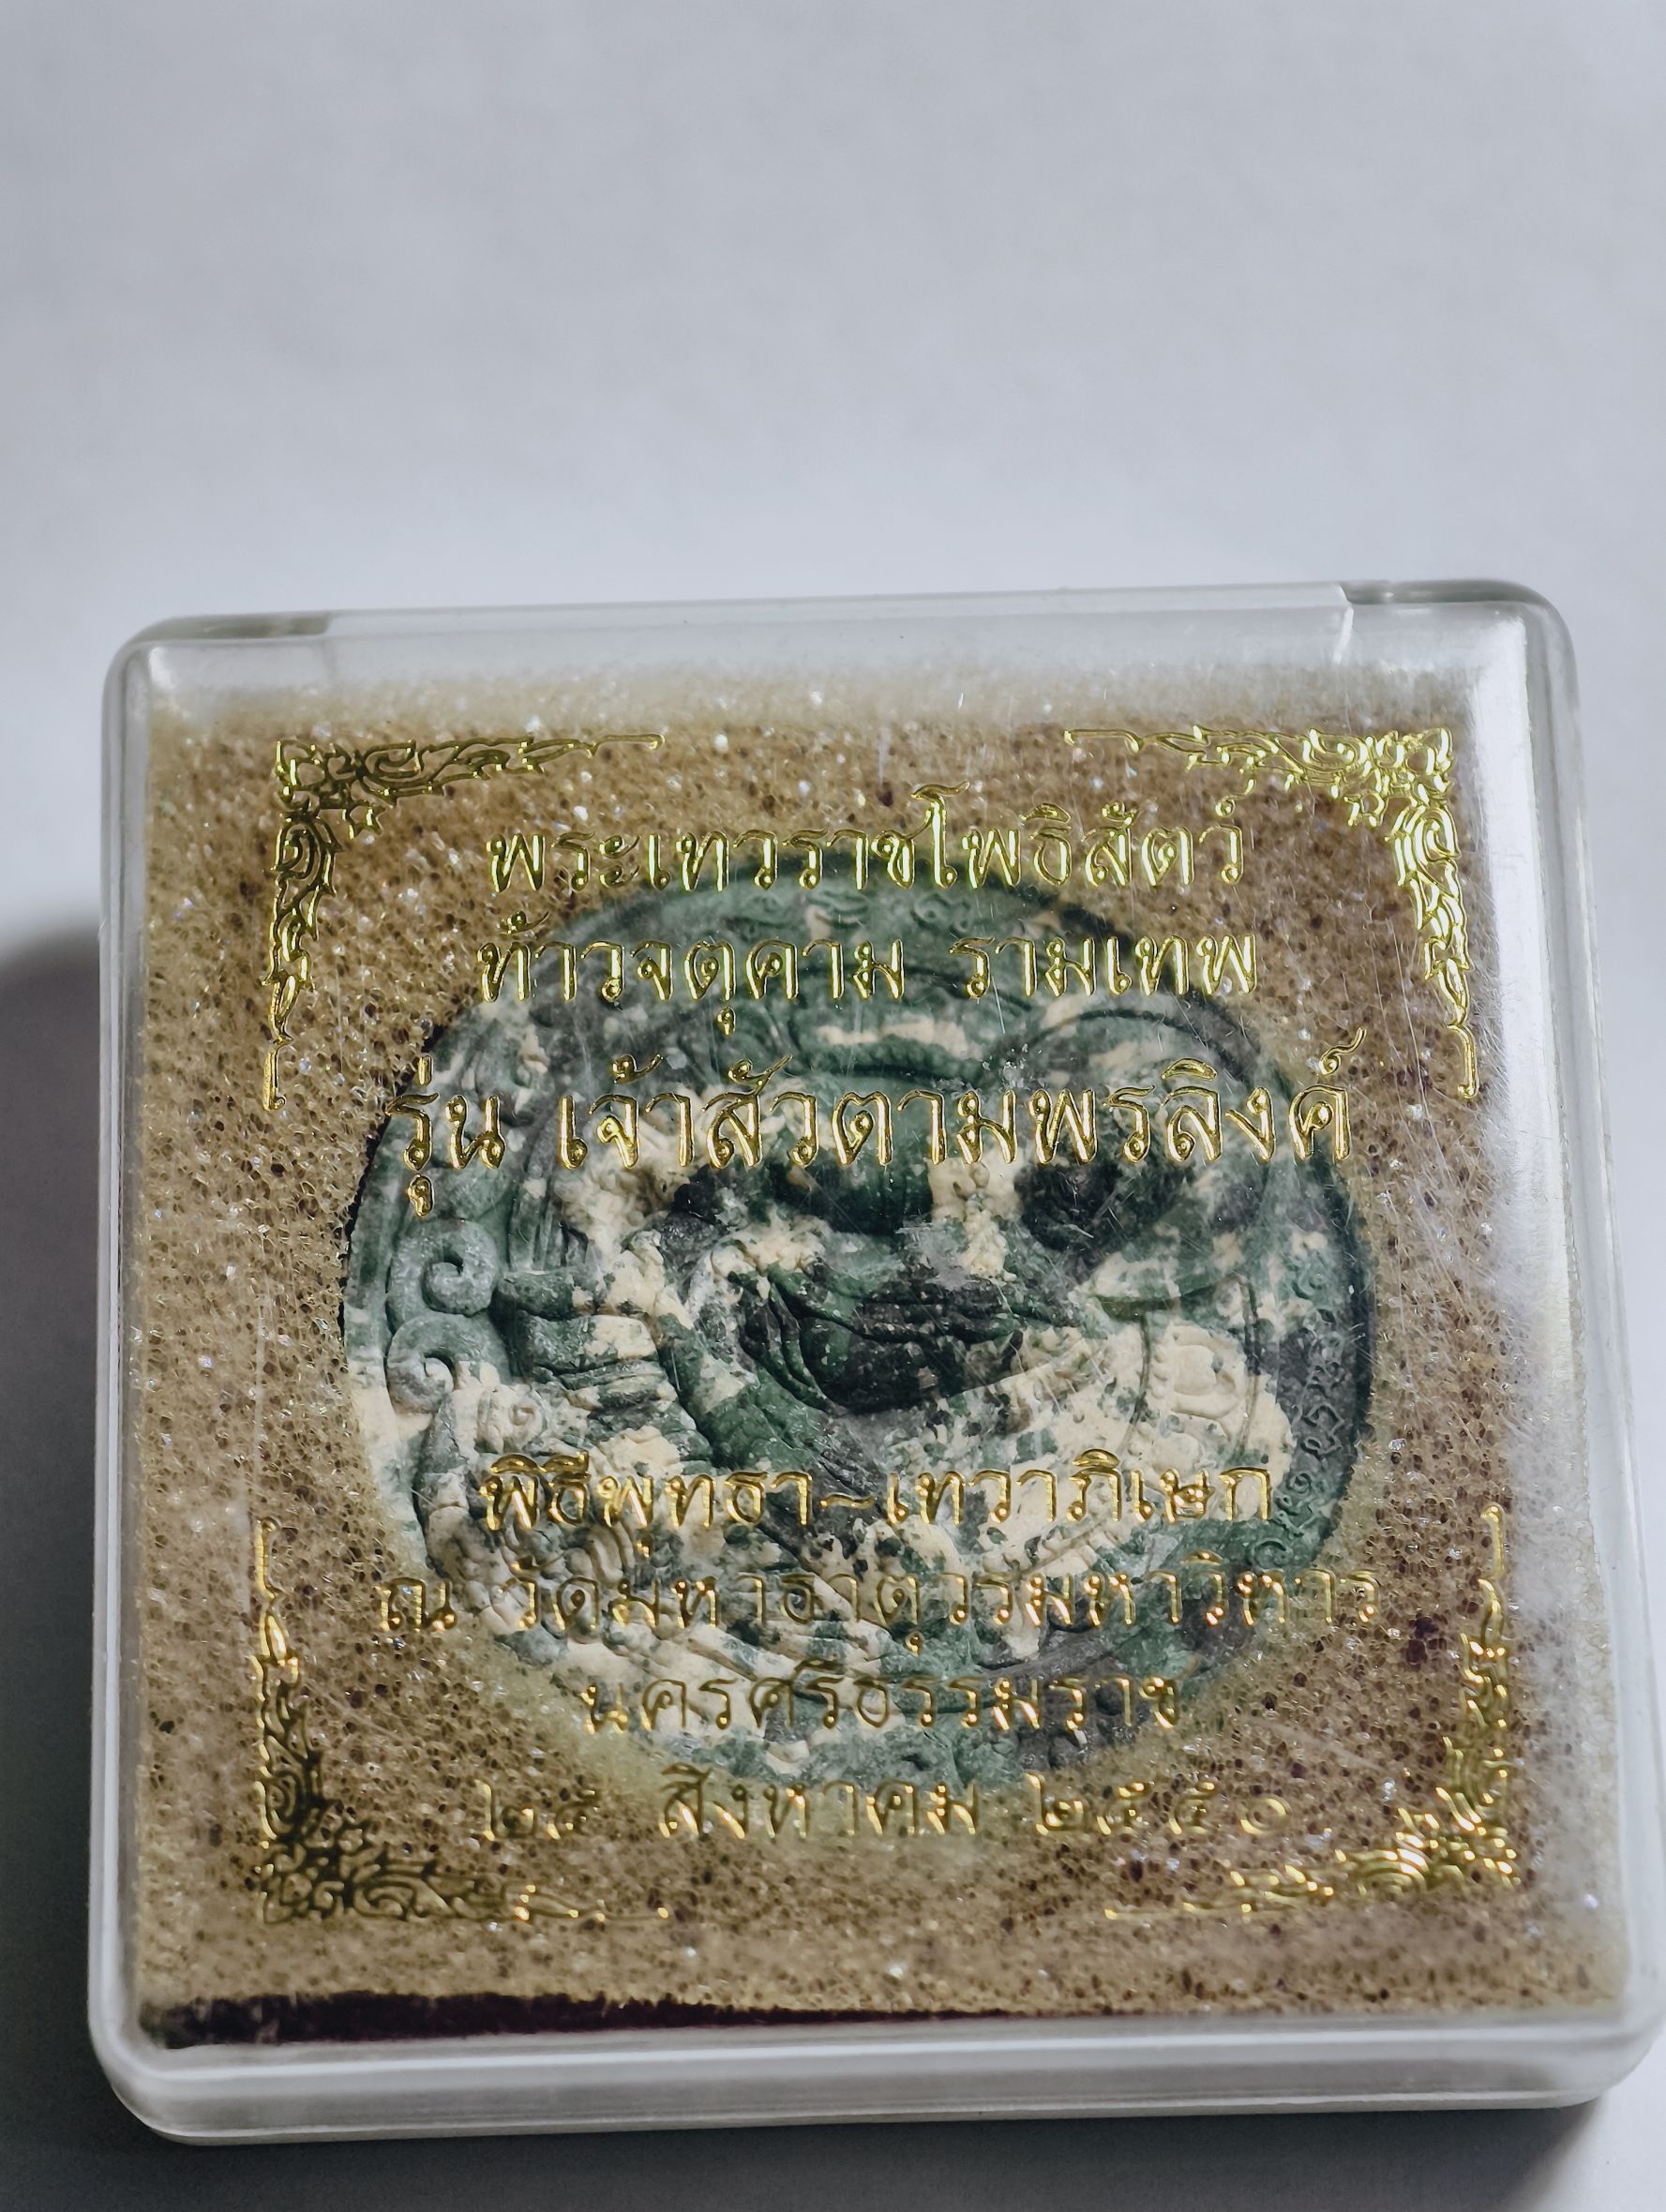 พระเทวราชโพธิสัตว์
ท้าวจตุคาม รามเทพ
รุ่น เจ้าสัวตามพรลิงค์
พิธีพุทธา~เทวาภิเษก
ณ วัดมหาธาตุวรมหาวิหาร
นครศรีธรรมราช
๒๕ สิงหาคม ๒๕๕๐